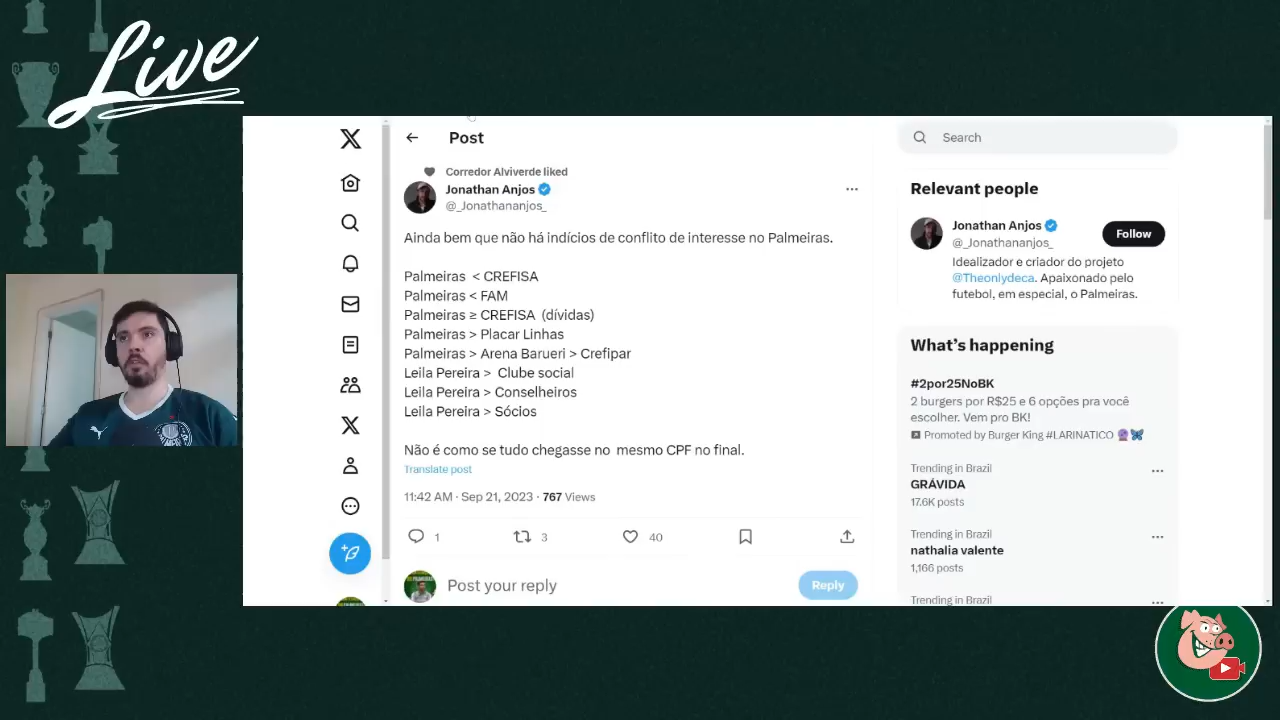 Live
Post
Search
Corredor Alviverde liked
Jonathan Anjos
@_Jonathananjos_
Ainda bem que não há indícios de conflito de interesse no Palmeiras.
Palmeiras < CREFISA
Palmeiras < FAM
Palmeiras ≥ CREFISA (dívidas)
Palmeiras > Placar Linhas
Palmeiras > Arena Barueri > Crefipar
Leila Pereira > Clube social
Leila Pereira > Conselheiros
Leila Pereira > Sócios
Não é como se tudo chegasse no mesmo CPF no final.
Translate post
11:42 AM · Sep 21, 2023 · 767 Views
1 3 40
Post your reply
Reply
Relevant people
Jonathan Anjos
@_Jonathananjos_
Follow
Idealizador e criador do projeto
@Theonlydeca. Apaixonado pelo
futebol, em especial, o Palmeiras.
What's happening
#2por25NoBK
2 burgers por R$25 e 6 opções pra você
escolher. Vem pro BK!
Promoted by Burger King #LARINATICO
Trending in Brazil
GRÁVIDA
17.6K posts
Trending in Brazil
nathalia valente
1,166 posts
Trending in Brazil